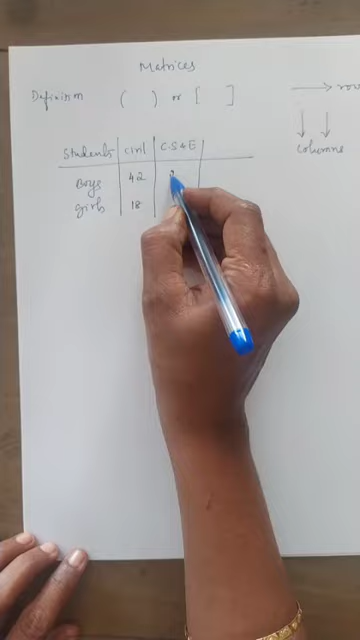 Matrices
Definition ( ) or [ ] → row
columns
Students Civil C.S & E
Boys 42
Girls 18